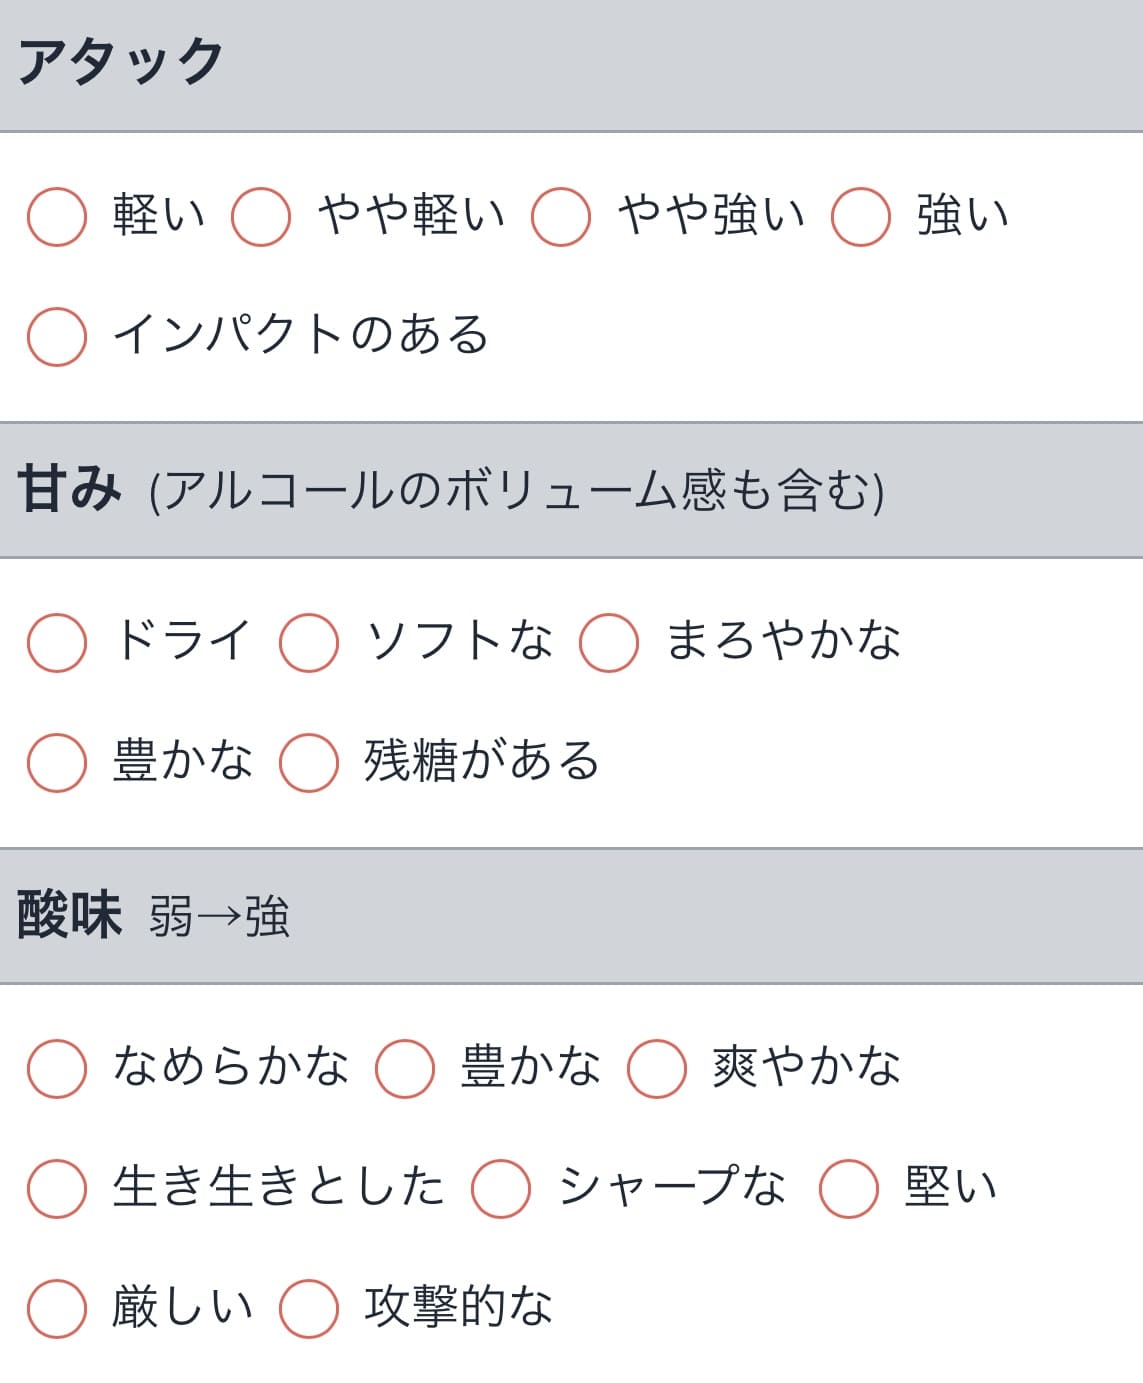 アタック
軽い やや軽い やや強い 強い
インパクトのある
甘み (アルコールのボリューム感も含む)
ドライ ソフトな まろやかな
豊かな 残糖がある
酸味 弱→強
なめらかな 豊かな 爽やかな
生き生きとした シャープな 堅い
厳しい 攻撃的な